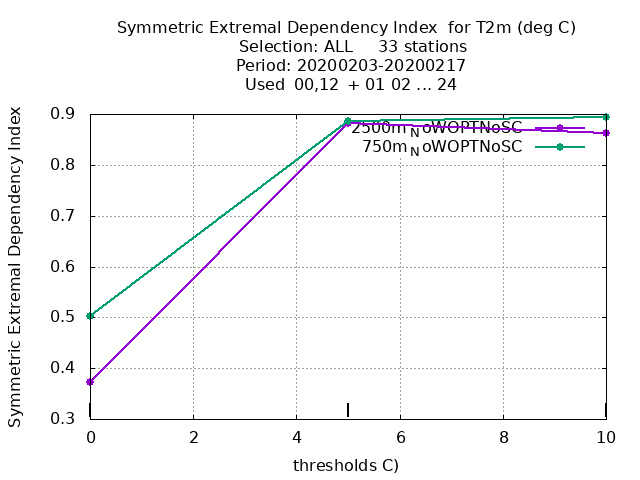 Symmetric Extremal Dependency Index for T2m (deg C)
Selection: ALL 33 stations
Period: 20200203-20200217
Used 00,12 + 01 02 ... 24
Symmetric Extremal Dependency Index
0.9
0.8
0.7
0.6
0.5
0.4
0.3
2500m_NoWOPTNoSC
750m_NoWOPTNoSC
0 2 4 6 8 10
thresholds C)